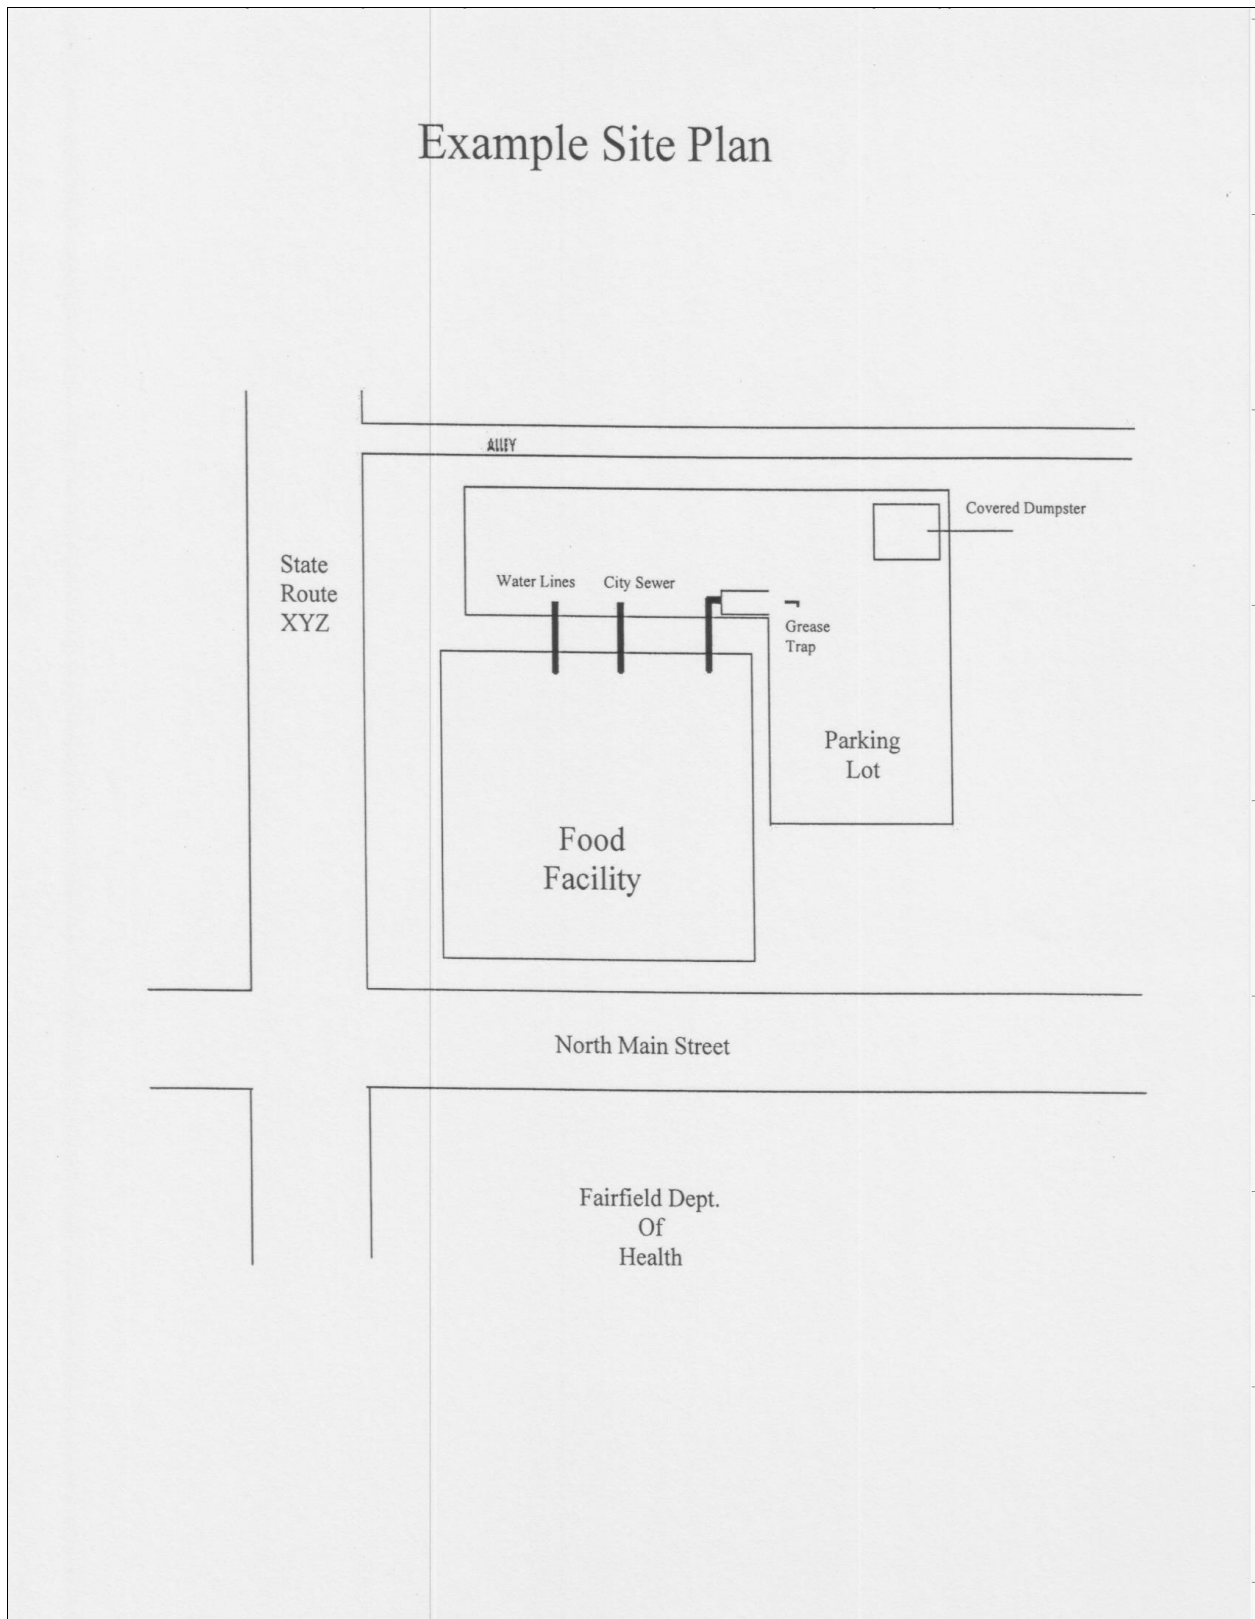 Example Site Plan
ALLEY
Covered Dumpster
State
Route
XYZ
Water Lines
City Sewer
Grease
Trap
Parking
Lot
Food
Facility
North Main Street
Fairfield Dept.
Of
Health